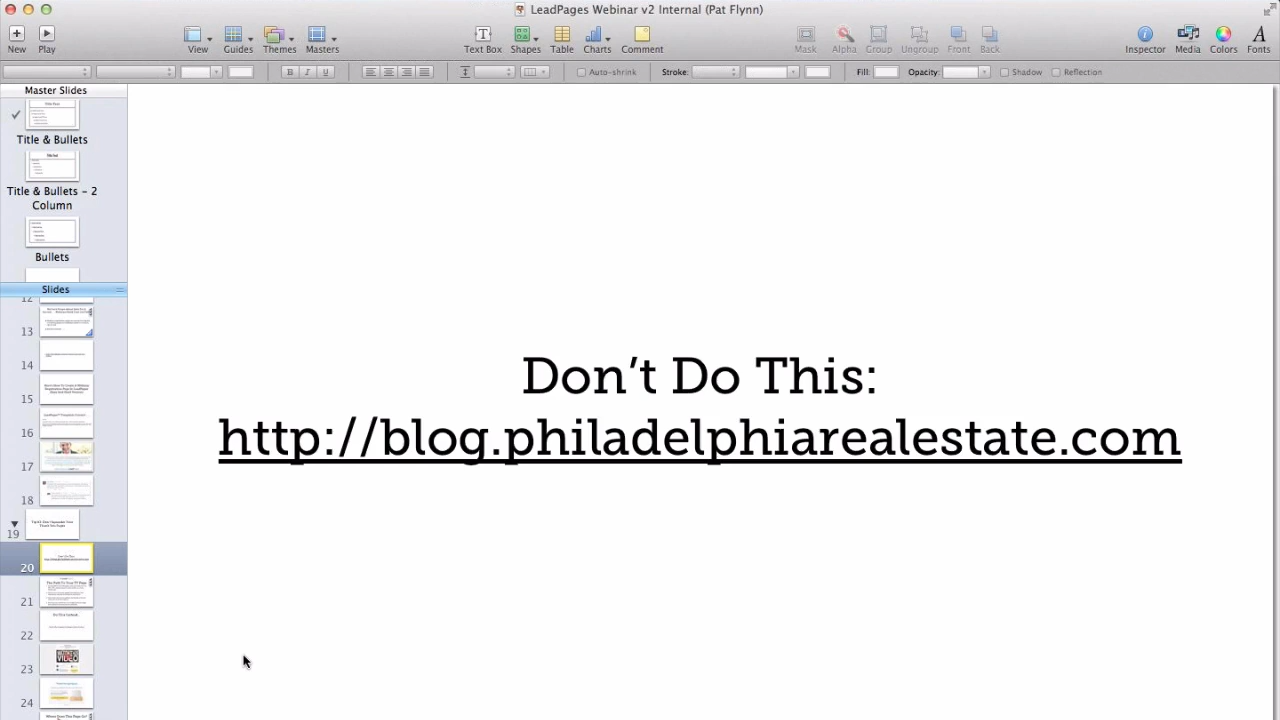 LeadPages Webinar v2 Internal (Pat Flynn)
New Play View Guides Themes Masters Text Box Shapes Table Charts Comment Mask Alpha Group Ungroup Front Back Inspector Media Colors Fonts
B I U Auto-shrink Stroke: Fill: Opacity: Shadow Reflection
Master Slides
Title & Bullets
Title & Bullets – 2
Column
Bullets
Slides
12
13
14
15
16
17
18
19
20
22
23
24
Don't Do This:
http://blog.philadelphiarealestate.com